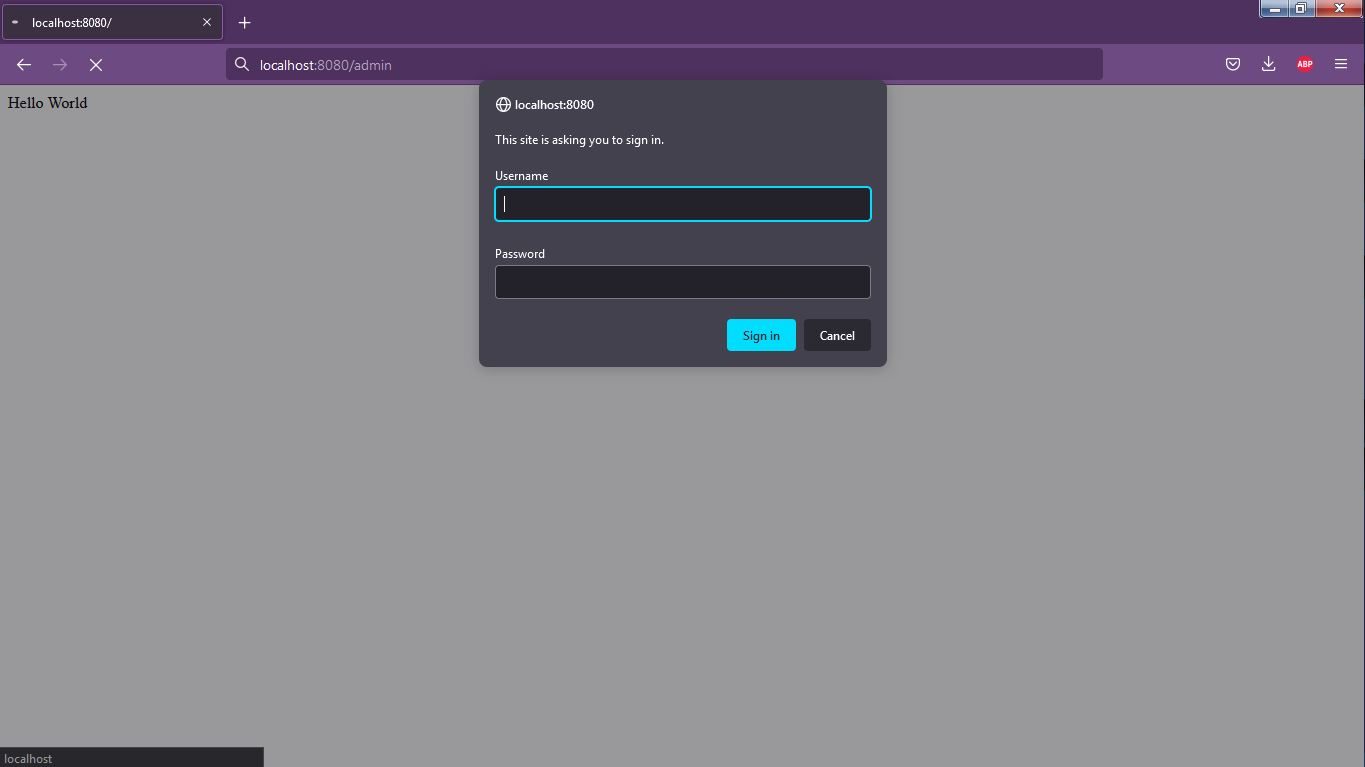 localhost:8080/
localhost:8080/admin
ABP
Hello World
localhost:8080
This site is asking you to sign in.
Username
Password
Sign in
Cancel
localhost